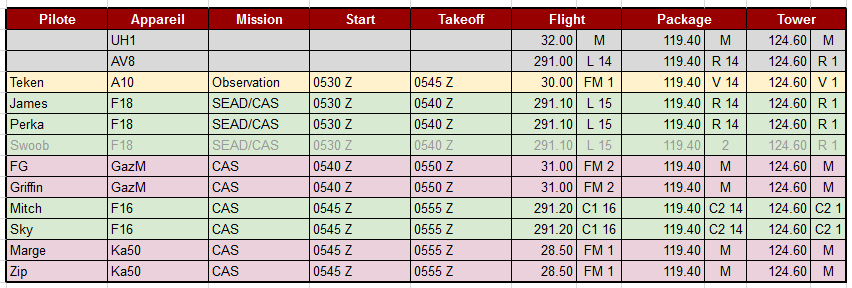 Pilote Appareil Mission Start Takeoff Flight Package Tower
UH1 32.00 M 119.40 M 124.60 M
AV8 291.00 L 14 119.40 R 14 124.60 R 1
Teken A10 Observation 0530 Z 0545 Z 30.00 FM 1 119.40 V 14 124.60 V 1
James F18 SEAD/CAS 0530 Z 0540 Z 291.10 L 15 119.40 R 14 124.60 R 1
Perka F18 SEAD/CAS 0530 Z 0540 Z 291.10 L 15 119.40 R 14 124.60 R 1
Swoob F18 SEAD/CAS 0530 Z 0540 Z 291.10 L 15 119.40 2 124.60 R 1
FG GazM CAS 0540 Z 0550 Z 31.00 FM 2 119.40 M 124.60 M
Griffin GazM CAS 0540 Z 0550 Z 31.00 FM 2 119.40 M 124.60 M
Mitch F16 CAS 0545 Z 0555 Z 291.20 C1 16 119.40 C2 14 124.60 C2 1
Sky F16 CAS 0545 Z 0555 Z 291.20 C1 16 119.40 C2 14 124.60 C2 1
Marge Ka50 CAS 0545 Z 0555 Z 28.50 FM 1 119.40 M 124.60 M
Zip Ka50 CAS 0545 Z 0555 Z 28.50 FM 1 119.40 M 124.60 M